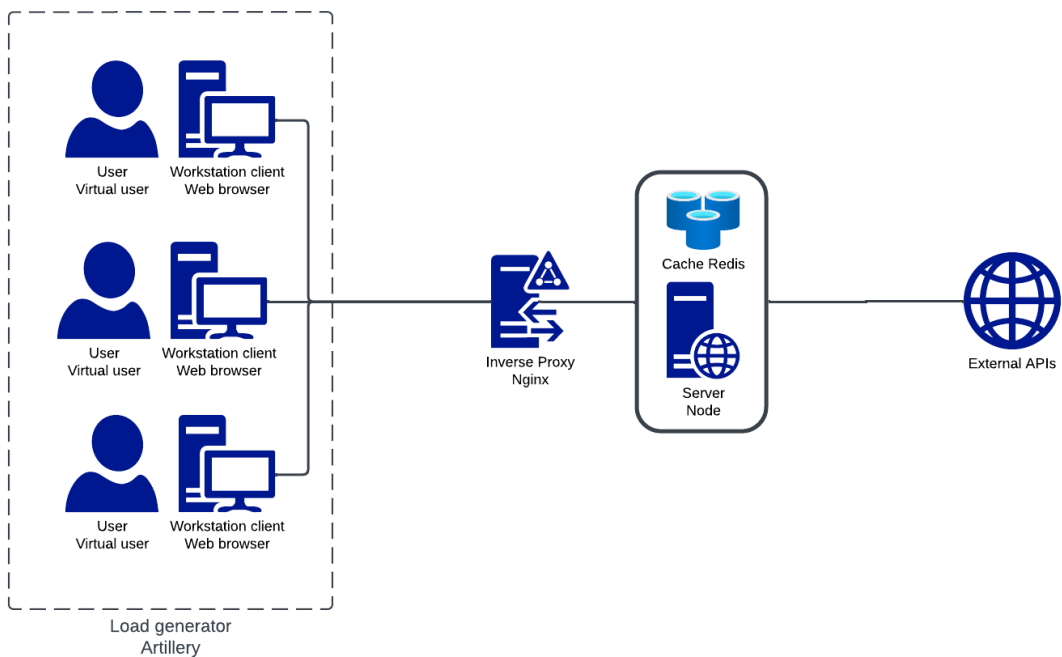 User
Virtual user
Workstation client
Web browser
User
Virtual user
Workstation client
Web browser
User
Virtual user
Workstation client
Web browser
Load generator
Artillery
Inverse Proxy
Nginx
Cache Redis
Server
Node
External APIs